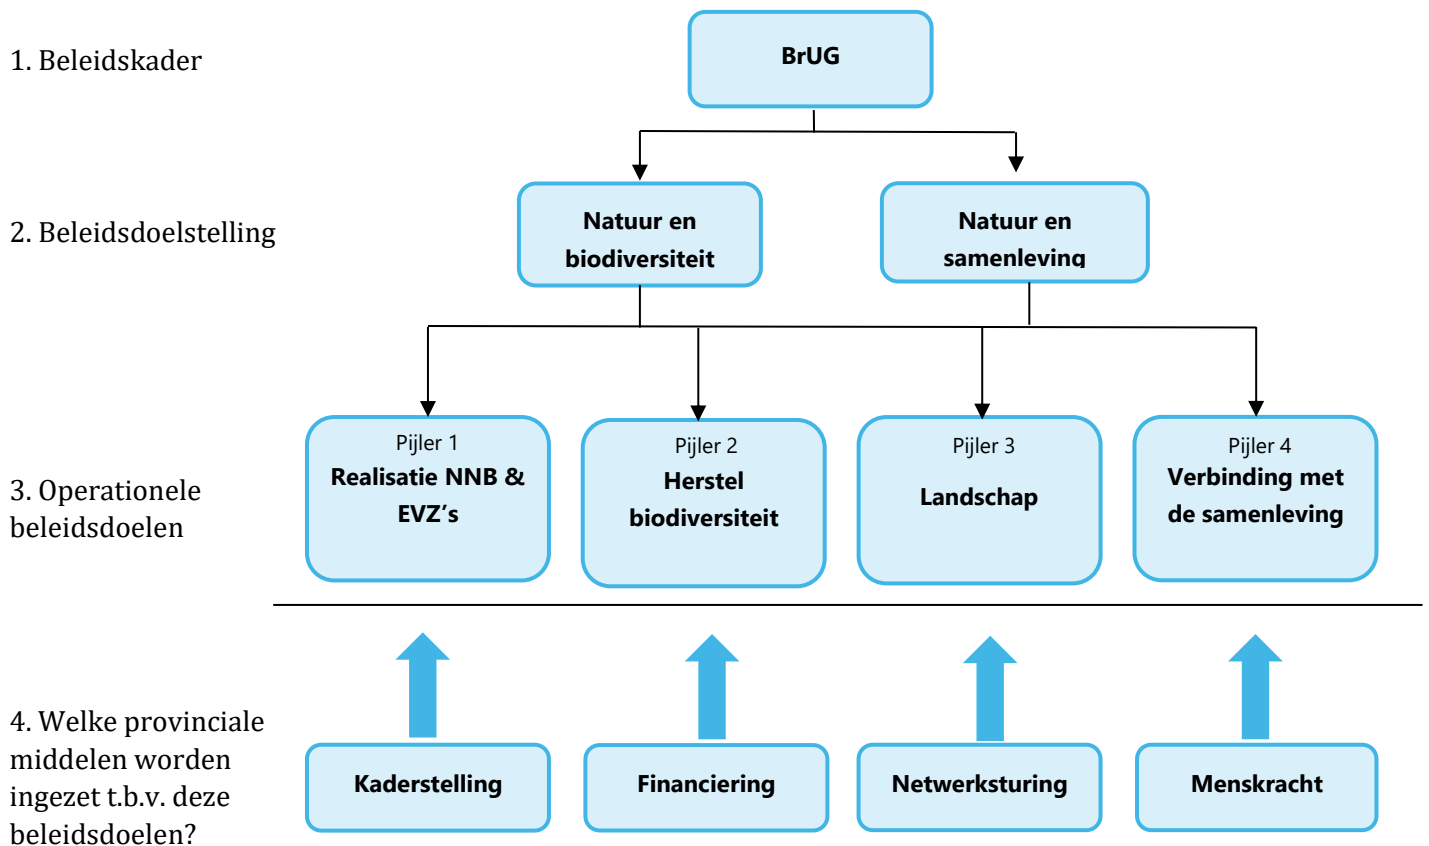 1. Beleidskader
BrUG
2. Beleidsdoelstelling
Natuur en
biodiversiteit
Natuur en
samenleving
3. Operationele
beleidsdoelen
Pijler 1
Realisatie NNB &
EVZ’s
Pijler 2
Herstel
biodiversiteit
Pijler 3
Landschap
Pijler 4
Verbinding met
de samenleving
4. Welke provinciale
middelen worden
ingezet t.b.v. deze
beleidsdoelen?
Kaderstelling
Financiering
Netwerksturing
Menskracht